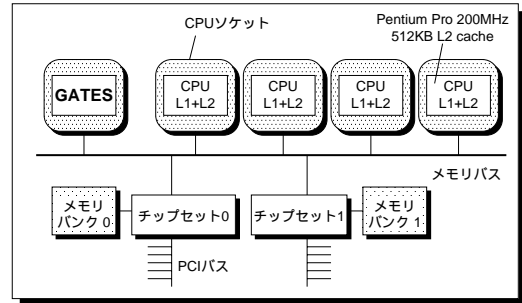 CPUソケット
Pentium Pro 200MHz
512KB L2 cache
GATES
CPU
L1+L2
CPU
L1+L2
CPU
L1+L2
CPU
L1+L2
メモリバス
メモリ
バンク 0
チップセット0
チップセット1
メモリ
バンク 1
PCIバス